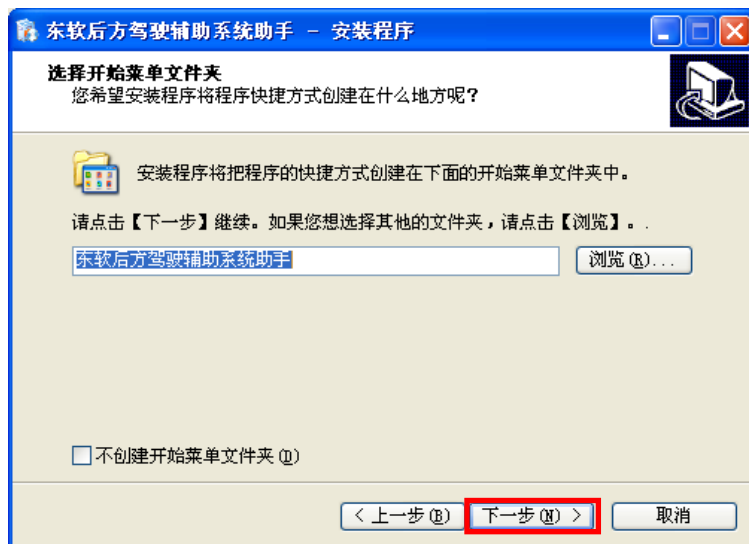 东软后方驾驶辅助系统助手 - 安装程序
选择开始菜单文件夹
您希望安装程序将程序快捷方式创建在什么地方呢?
安装程序将把程序的快捷方式创建在下面的开始菜单文件夹中。
请点击【下一步】继续。如果您想选择其他的文件夹，请点击【浏览】。.
东软后方驾驶辅助系统助手
浏览(R)...
不创建开始菜单文件夹(D)
< 上一步(B) 下一步(N) > 取消